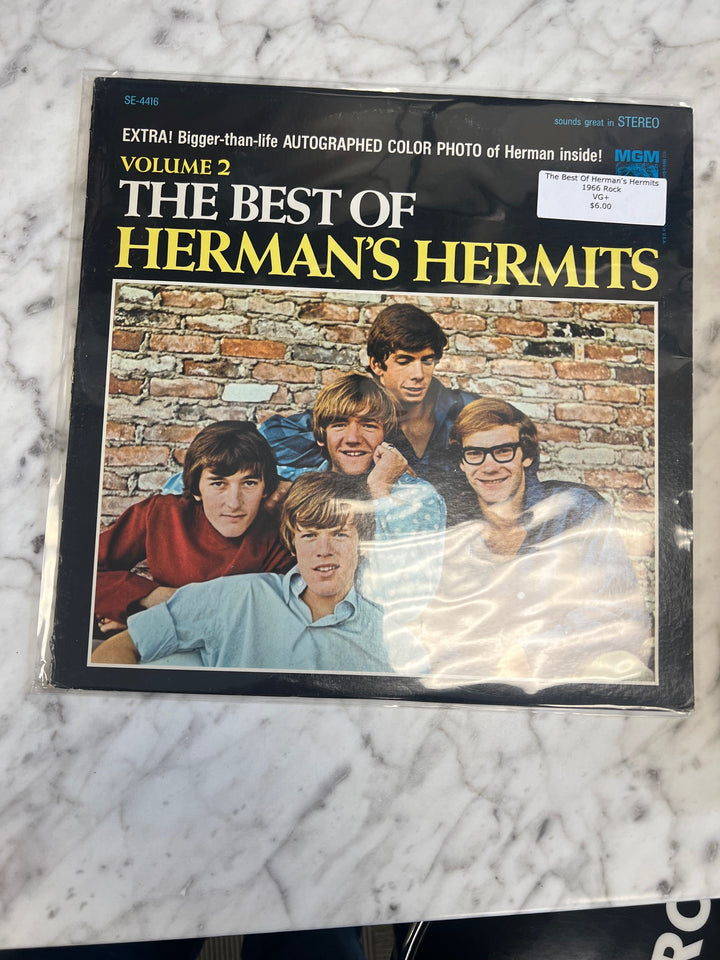 SE-4416
sounds great in STEREO
EXTRA! Bigger-than-life AUTOGRAPHED COLOR PHOTO of Herman inside!
MGM
VOLUME 2
THE BEST OF
HERMAN'S HERMITS
The Best Of Herman's Hermits
1966 Rock
VG+
$6.00
RO